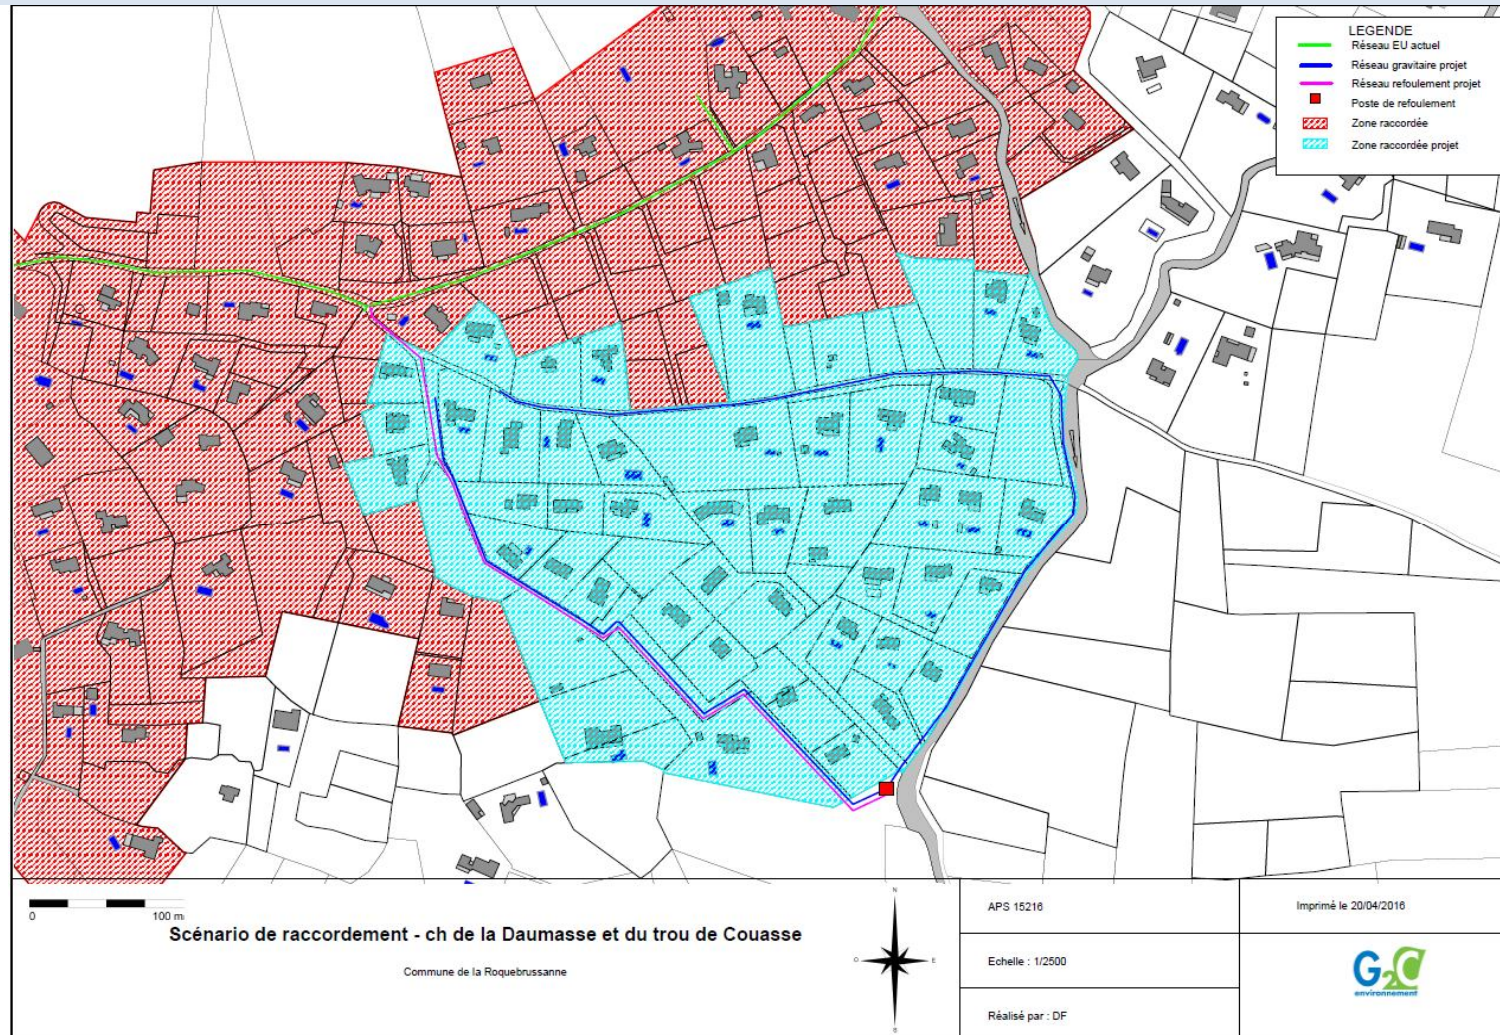 LEGENDE
Réseau EU actuel
Réseau gravitaire projet
Réseau refoulement projet
Poste de refoulement
Zone raccordée
Zone raccordée projet
0 100 m
Scénario de raccordement - ch de la Daumasse et du trou de Couasse
Commune de la Roquebrussanne
N
O E
S
APS 15216
Imprimé le 20/04/2016
Echelle : 1/2500
Réalisé par : DF
G2C
environnement